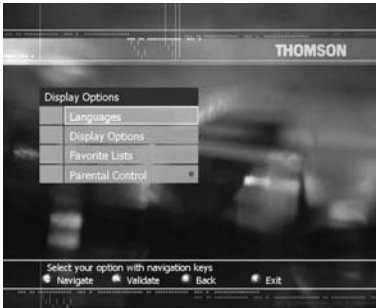 THOMSON
Display Options
Languages
Display Options
Favorite Lists
Parental Control
Select your option with navigation keys
Navigate Validate Back Exit